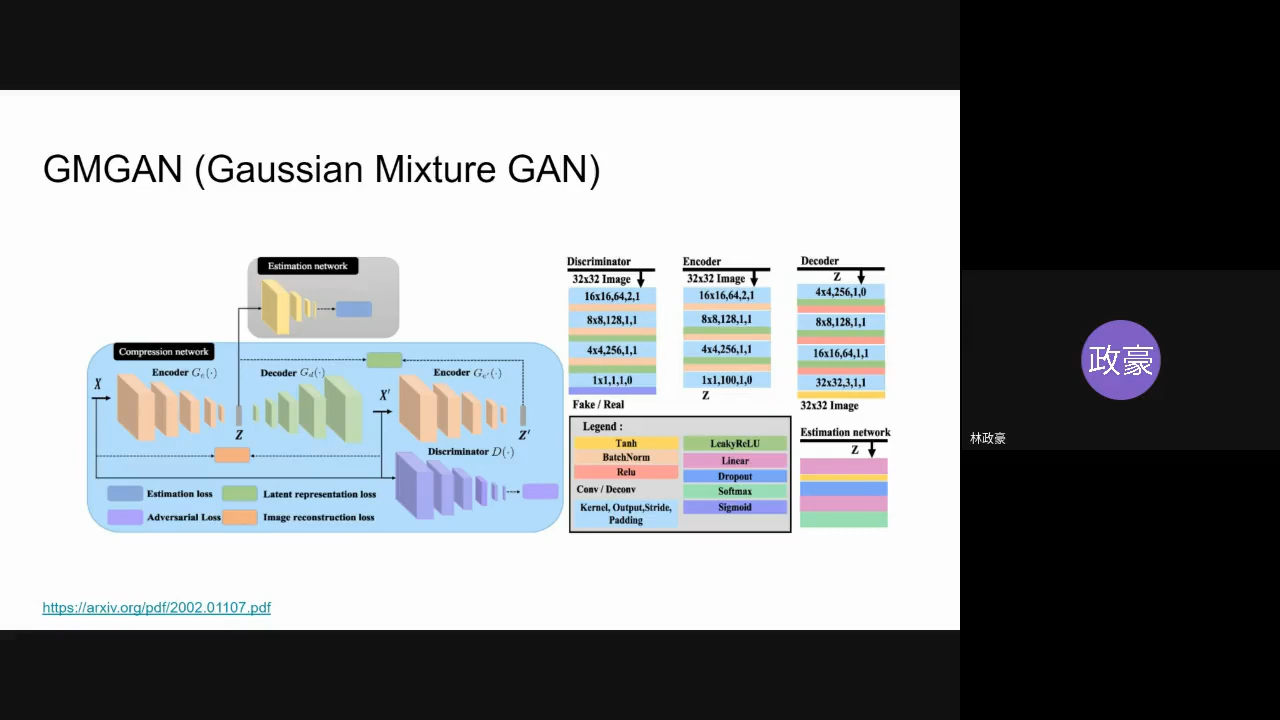 GMGAN (Gaussian Mixture GAN)
Estimation network
Compression network
Encoder Gₑ(·)
Decoder G_d(·)
Encoder Gₑ'(·)
X
X'
Z
Z'
Discriminator D(·)
Estimation loss
Latent representation loss
Adversarial Loss
Image reconstruction loss
Discriminator
32x32 Image
16x16,64,2,1
8x8,128,1,1
4x4,256,1,1
1x1,1,1,0
Fake / Real
Encoder
32x32 Image
16x16,64,2,1
8x8,128,1,1
4x4,256,1,1
1x1,100,1,0
Z
Decoder
Z
4x4,256,1,0
8x8,128,1,1
16x16,64,1,1
32x32,3,1,1
32x32 Image
Legend :
Tanh
BatchNorm
Relu
Conv / Deconv
Kernel, Output,Stride,
Padding
LeakyReLU
Linear
Dropout
Softmax
Sigmoid
Estimation network
Z
https://arxiv.org/pdf/2002.01107.pdf
政豪
林政豪